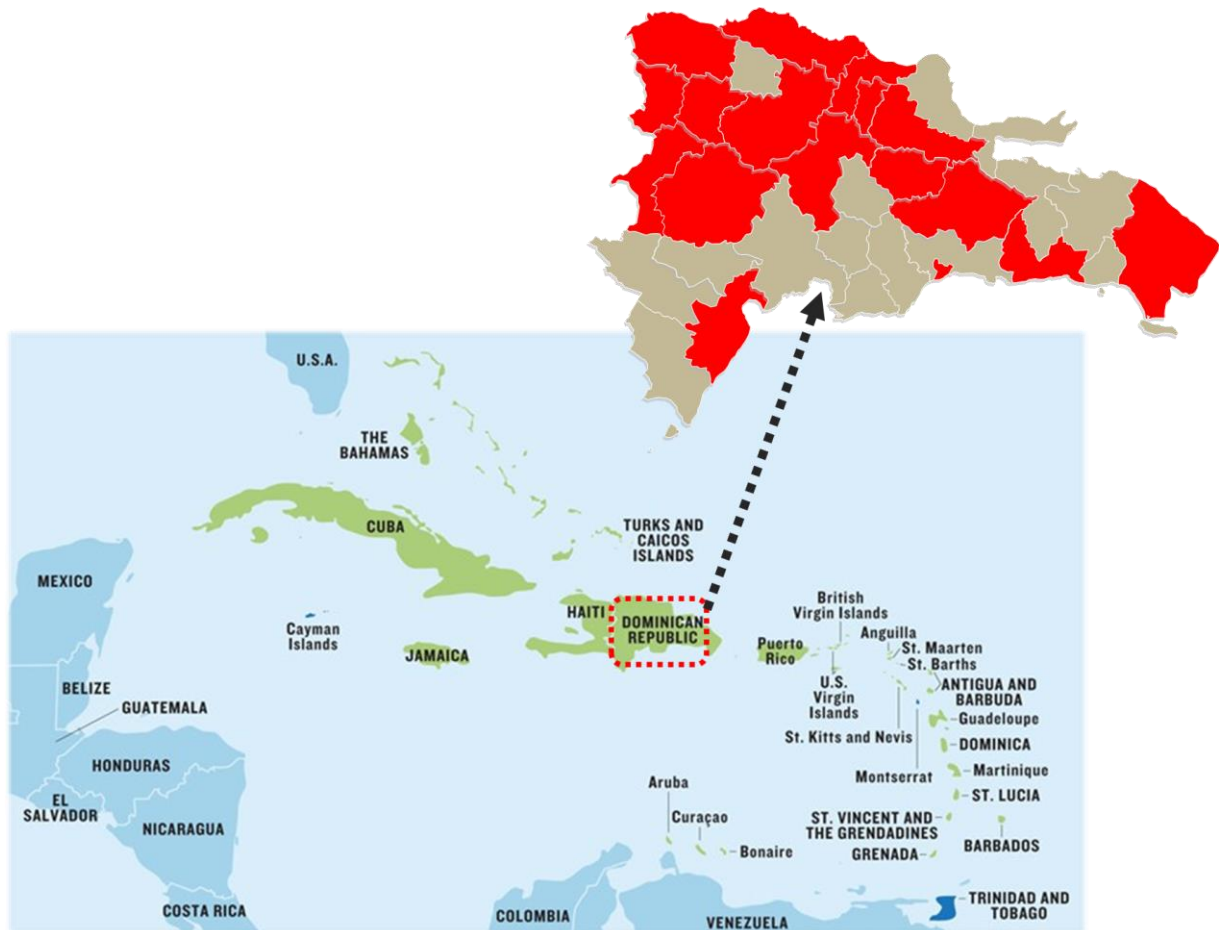 U.S.A.
THE
BAHAMAS
CUBA
TURKS AND
CAICOS
ISLANDS
MEXICO
HAITI
DOMINICAN
REPUBLIC
British
Virgin Islands
Cayman
Islands
JAMAICA
Puerto
Rico
Anguilla
St. Maarten
St. Barths
BELIZE
U.S.
Virgin
Islands
ANTIGUA AND
BARBUDA
GUATEMALA
Guadeloupe
St. Kitts and Nevis
DOMINICA
HONDURAS
Montserrat
Martinique
EL
SALVADOR
Aruba
ST. LUCIA
NICARAGUA
Curaçao
ST. VINCENT AND
THE GRENDADINES
Bonaire
BARBADOS
GRENADA
COSTA RICA
COLOMBIA
VENEZUELA
TRINIDAD AND
TOBAGO